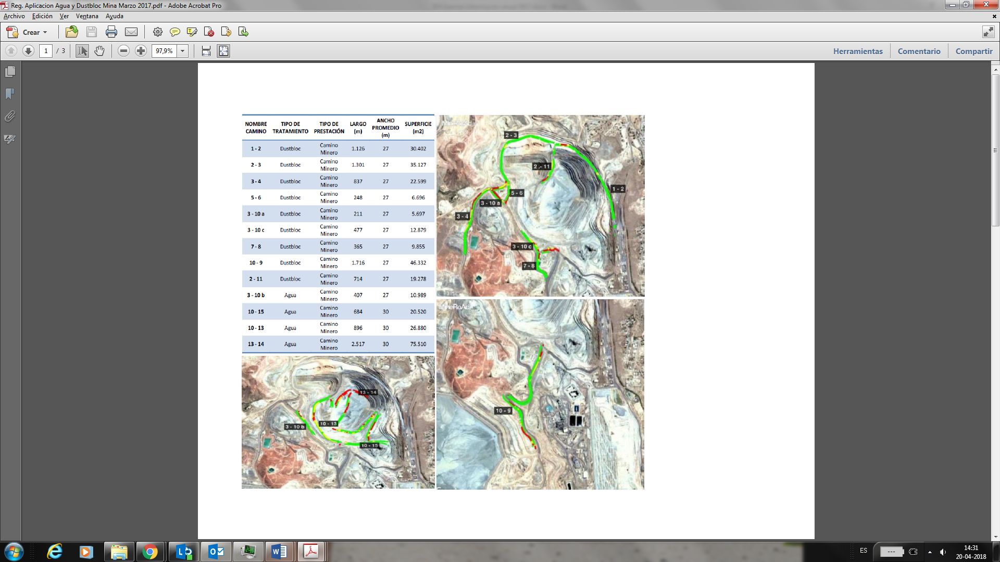 Reg. Aplicacion Agua y Dustbloc Mina Marzo 2017.pdf - Adobe Acrobat Pro
Archivo Edición Ver Ventana Ayuda
Crear
1 / 3 97,9% Herramientas Comentario Compartir
NOMBRE CAMINO TIPO DE TRATAMIENTO TIPO DE PRESTACIÓN LARGO (m) ANCHO PROMEDIO (m) SUPERFICIE (m2)
1 - 2 Dustbloc Camino Minero 1.126 27 30.402
2 - 3 Dustbloc Camino Minero 1.301 27 35.127
3 - 4 Dustbloc Camino Minero 837 27 22.599
5 - 6 Dustbloc Camino Minero 248 27 6.696
3 - 10 a Dustbloc Camino Minero 211 27 5.697
3 - 10 c Dustbloc Camino Minero 477 27 12.879
7 - 8 Dustbloc Camino Minero 365 27 9.855
10 - 9 Dustbloc Camino Minero 1.716 27 46.332
2 - 11 Dustbloc Camino Minero 714 27 19.278
3 - 10 b Agua Camino Minero 407 27 10.989
10 - 15 Agua Camino Minero 684 30 20.520
10 - 13 Agua Camino Minero 896 30 26.880
13 - 14 Agua Camino Minero 2.517 30 75.510
MineRoAd
2 - 3
2 - 11
1 - 2
5 - 6
3 - 10 a
3 - 4
3 - 10 c
7 - 8
MineRoAd
10 - 9
13 - 14
10 - 13
3 - 10 b
10 - 15
ES
14:31
20-04-2018